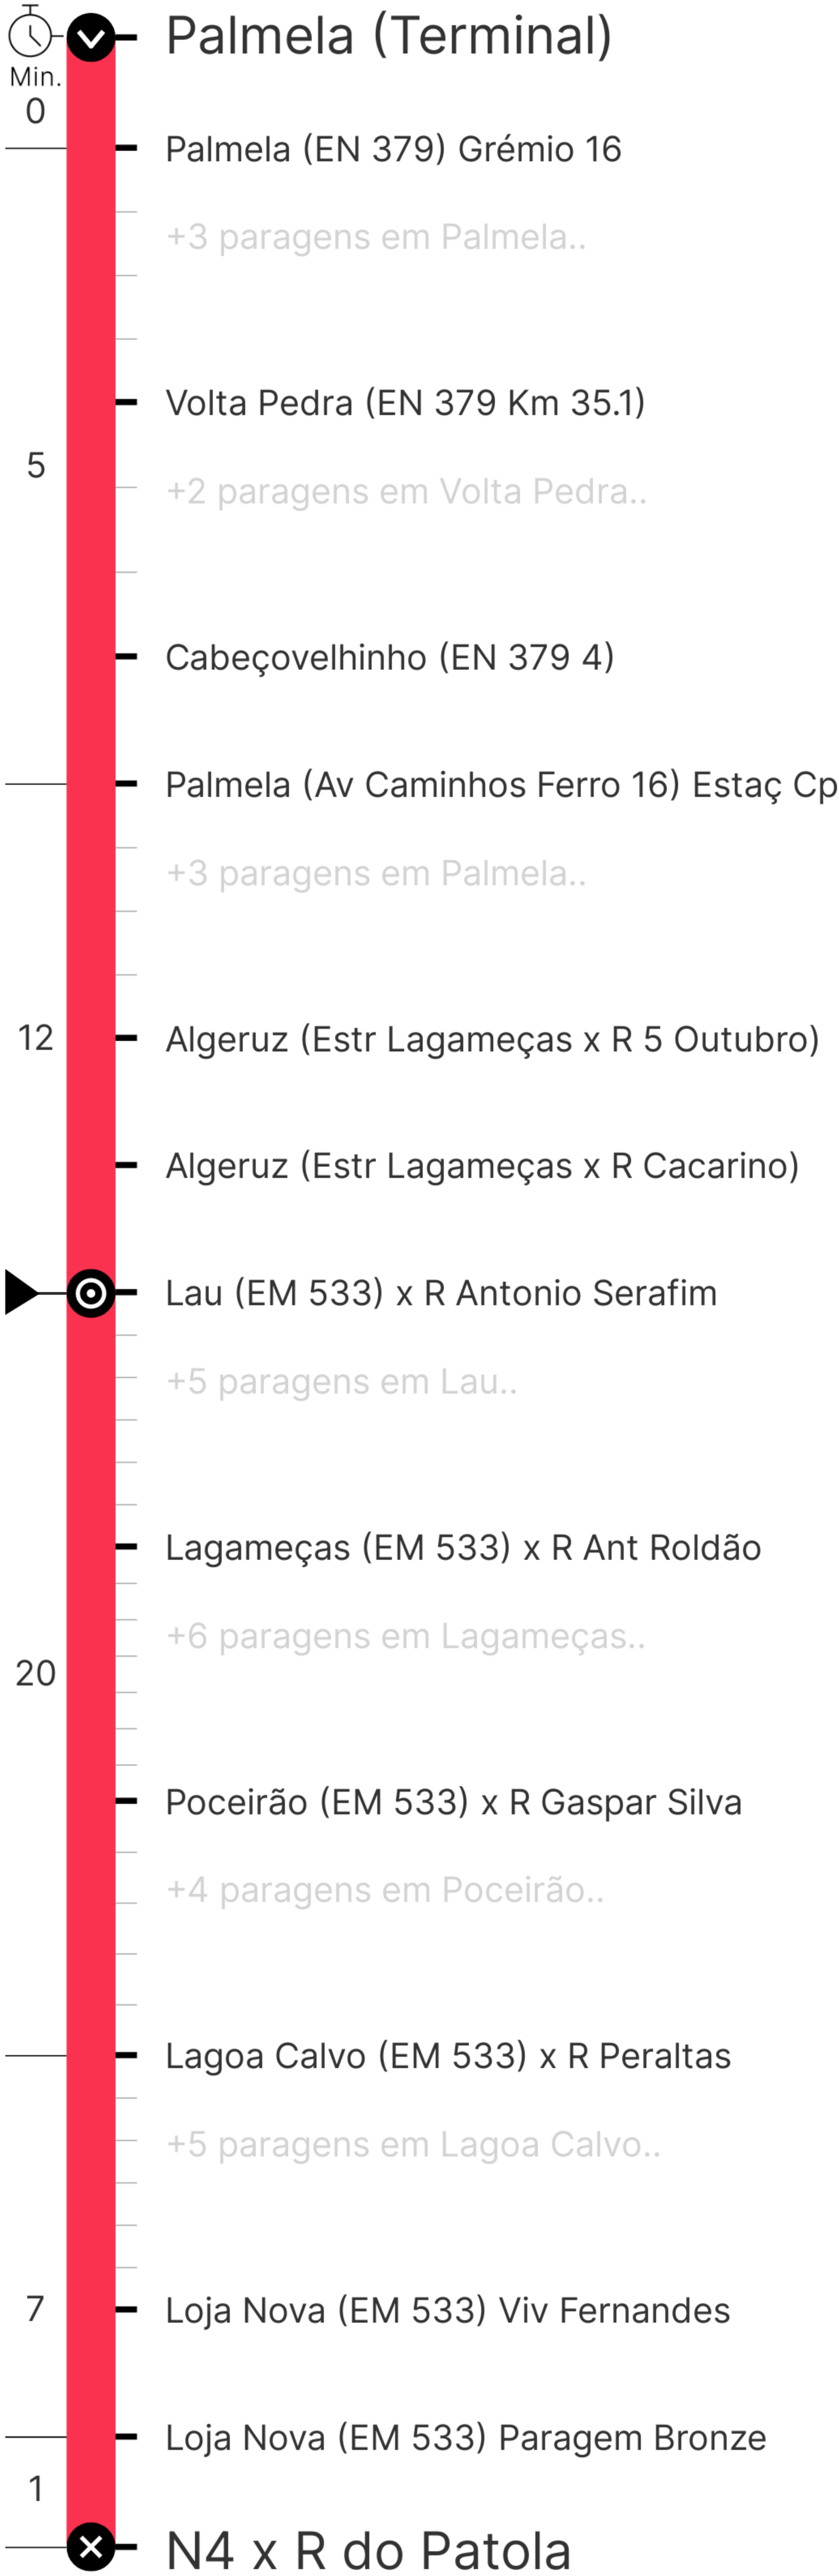 Palmela (Terminal)
Min.
0
Palmela (EN 379) Grémio 16
+3 paragens em Palmela..
Volta Pedra (EN 379 Km 35.1)
5
+2 paragens em Volta Pedra..
Cabeçovelhinho (EN 379 4)
Palmela (Av Caminhos Ferro 16) Estaç Cp
+3 paragens em Palmela..
12
Algeruz (Estr Lagameças x R 5 Outubro)
Algeruz (Estr Lagameças x R Cacarino)
Lau (EM 533) x R Antonio Serafim
+5 paragens em Lau..
Lagameças (EM 533) x R Ant Roldão
+6 paragens em Lagameças..
20
Poceirão (EM 533) x R Gaspar Silva
+4 paragens em Poceirão..
Lagoa Calvo (EM 533) x R Peraltas
+5 paragens em Lagoa Calvo..
7
Loja Nova (EM 533) Viv Fernandes
Loja Nova (EM 533) Paragem Bronze
1
N4 x R do Patola